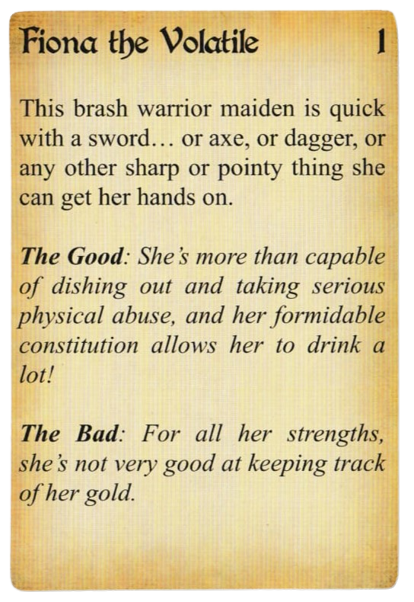 Fiona the Volatile 1
This brash warrior maiden is quick
with a sword… or axe, or dagger, or
any other sharp or pointy thing she
can get her hands on.
The Good: She's more than capable
of dishing out and taking serious
physical abuse, and her formidable
constitution allows her to drink a
lot!
The Bad: For all her strengths,
she's not very good at keeping track
of her gold.